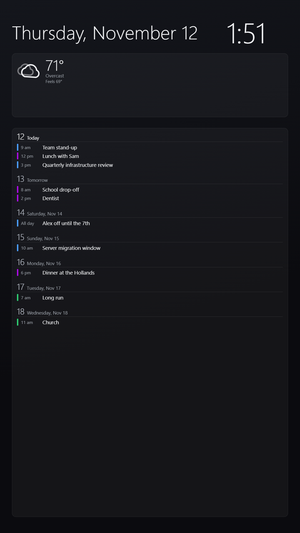 Thursday, November 12 1:51
71°
Overcast
Feels 69°
12 Today
9 am Team stand-up
12 pm Lunch with Sam
3 pm Quarterly infrastructure review
13 Tomorrow
8 am School drop-off
2 pm Dentist
14 Saturday, Nov 14
All day Alex off until the 7th
15 Sunday, Nov 15
10 am Server migration window
16 Monday, Nov 16
6 pm Dinner at the Hollands
17 Tuesday, Nov 17
7 am Long run
18 Wednesday, Nov 18
11 am Church